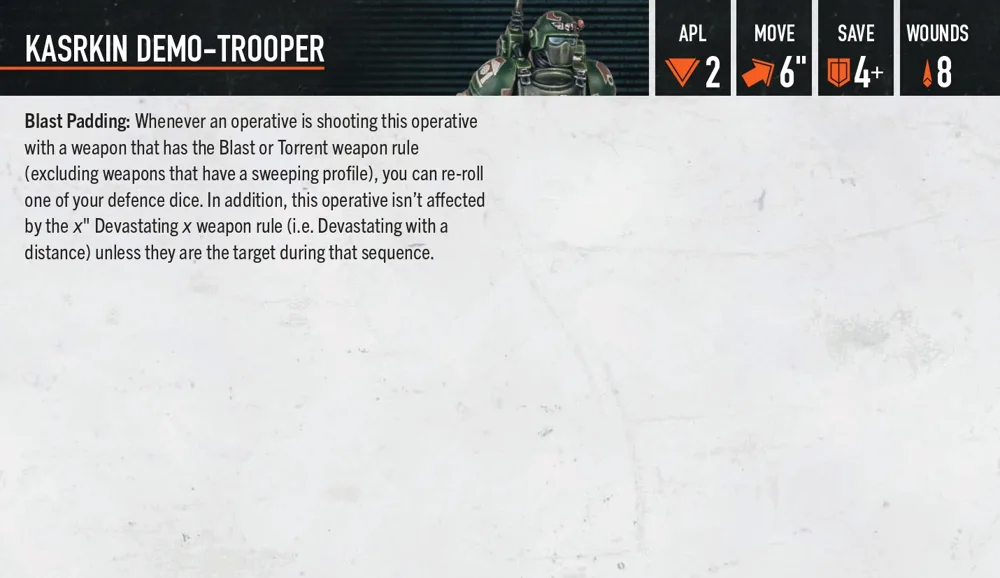 KASRKIN DEMO-TROOPER
APL
2
MOVE
6"
SAVE
4+
WOUNDS
8
Blast Padding: Whenever an operative is shooting this operative
with a weapon that has the Blast or Torrent weapon rule
(excluding weapons that have a sweeping profile), you can re-roll
one of your defence dice. In addition, this operative isn't affected
by the x" Devastating x weapon rule (i.e. Devastating with a
distance) unless they are the target during that sequence.